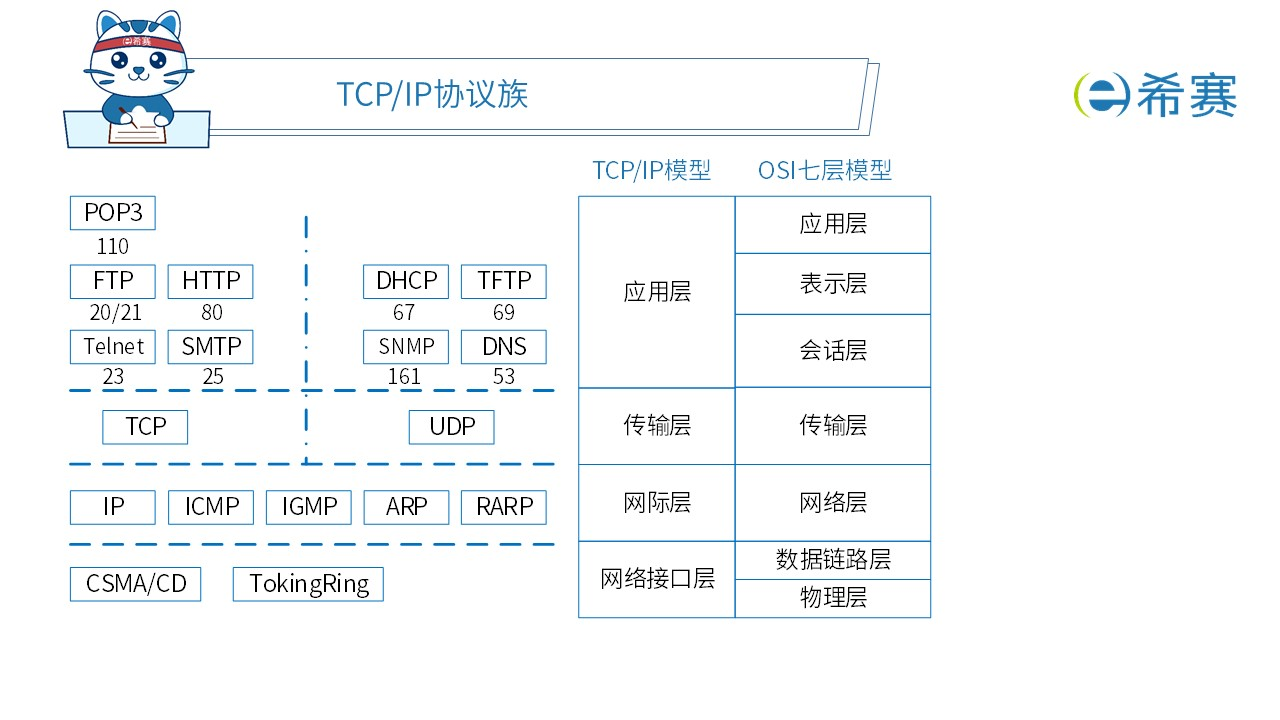 希赛
TCP/IP协议族
希赛
TCP/IP模型 OSI七层模型
POP3
110
FTP HTTP DHCP TFTP
20/21 80 67 69
Telnet SMTP SNMP DNS
23 25 161 53
TCP UDP
IP ICMP IGMP ARP RARP
CSMA/CD TokingRing
应用层
传输层
网际层
网络接口层
应用层
表示层
会话层
传输层
网络层
数据链路层
物理层